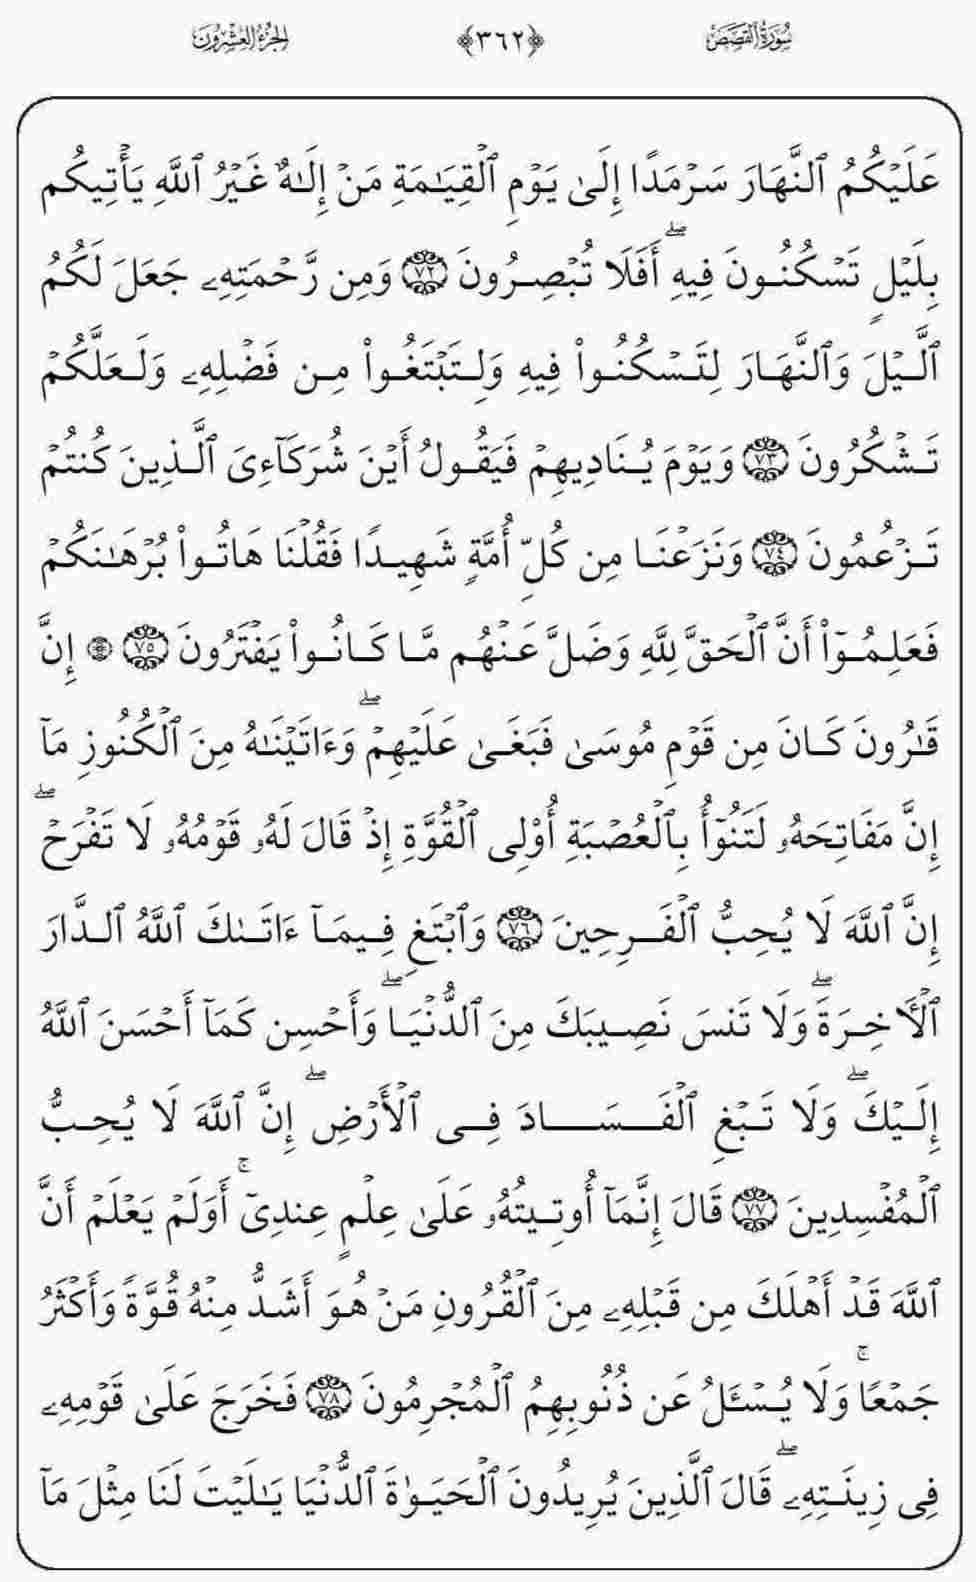 سُورَةُ القَصَصِ ﴿٣٦٢﴾ الجُزْءُ العِشْرُونَ
عَلَيْكُمُ ٱلنَّهَارَ سَرْمَدًا إِلَىٰ يَوْمِ ٱلْقِيَـٰمَةِ مَنْ إِلَـٰهٌ غَيْرُ ٱللَّهِ يَأْتِيكُم
بِلَيْلٍ تَسْكُنُونَ فِيهِ ۖ أَفَلَا تُبْصِرُونَ ٧٢ وَمِن رَّحْمَتِهِۦ جَعَلَ لَكُمُ
ٱلَّيْلَ وَٱلنَّهَارَ لِتَسْكُنُوا۟ فِيهِ وَلِتَبْتَغُوا۟ مِن فَضْلِهِۦ وَلَعَلَّكُمْ
تَشْكُرُونَ ٧٣ وَيَوْمَ يُنَادِيهِمْ فَيَقُولُ أَيْنَ شُرَكَآءِىَ ٱلَّذِينَ كُنتُمْ
تَزْعُمُونَ ٧٤ وَنَزَعْنَا مِن كُلِّ أُمَّةٍ شَهِيدًا فَقُلْنَا هَاتُوا۟ بُرْهَـٰنَكُمْ
فَعَلِمُوٓا۟ أَنَّ ٱلْحَقَّ لِلَّهِ وَضَلَّ عَنْهُم مَّا كَانُوا۟ يَفْتَرُونَ ٧٥ ۞ إِنَّ
قَـٰرُونَ كَانَ مِن قَوْمِ مُوسَىٰ فَبَغَىٰ عَلَيْهِمْ ۖ وَءَاتَيْنَـٰهُ مِنَ ٱلْكُنُوزِ مَآ
إِنَّ مَفَاتِحَهُۥ لَتَنُوٓأُ بِٱلْعُصْبَةِ أُو۟لِى ٱلْقُوَّةِ إِذْ قَالَ لَهُۥ قَوْمُهُۥ لَا تَفْرَحْ ۖ
إِنَّ ٱللَّهَ لَا يُحِبُّ ٱلْفَرِحِينَ ٧٦ وَٱبْتَغِ فِيمَآ ءَاتَىٰكَ ٱللَّهُ ٱلدَّارَ
ٱلْـَٔاخِرَةَ ۖ وَلَا تَنسَ نَصِيبَكَ مِنَ ٱلدُّنْيَا ۖ وَأَحْسِن كَمَآ أَحْسَنَ ٱللَّهُ
إِلَيْكَ ۖ وَلَا تَبْغِ ٱلْفَسَادَ فِى ٱلْأَرْضِ ۖ إِنَّ ٱللَّهَ لَا يُحِبُّ
ٱلْمُفْسِدِينَ ٧٧ قَالَ إِنَّمَآ أُوتِيتُهُۥ عَلَىٰ عِلْمٍ عِندِىٓ ۚ أَوَلَمْ يَعْلَمْ أَنَّ
ٱللَّهَ قَدْ أَهْلَكَ مِن قَبْلِهِۦ مِنَ ٱلْقُرُونِ مَنْ هُوَ أَشَدُّ مِنْهُ قُوَّةً وَأَكْثَرُ
جَمْعًا ۚ وَلَا يُسْـَٔلُ عَن ذُنُوبِهِمُ ٱلْمُجْرِمُونَ ٧٨ فَخَرَجَ عَلَىٰ قَوْمِهِۦ
فِى زِينَتِهِۦ ۖ قَالَ ٱلَّذِينَ يُرِيدُونَ ٱلْحَيَوٰةَ ٱلدُّنْيَا يَـٰلَيْتَ لَنَا مِثْلَ مَآ